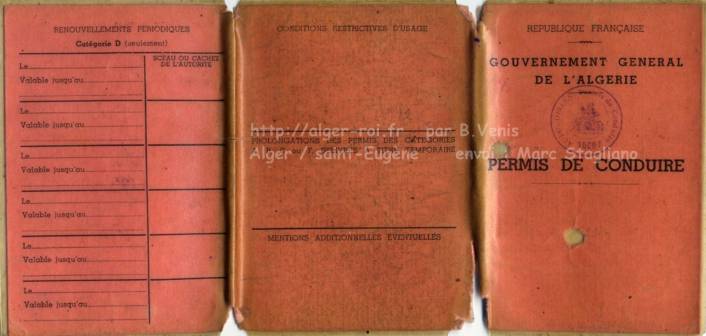 RENOUVELLEMENTS PÉRIODIQUES
Catégorie D (seulement)
SCEAU OU CACHET
DE L'AUTORITÉ
Le
Valable jusqu'au
Le
Valable jusqu'au
Le
Valable jusqu'au
Le
Valable jusqu'au
Le
Valable jusqu'au
Le
Valable jusqu'au
CONDITIONS RESTRICTIVES D'USAGE
http://alger-roi.fr par B.Venis
PROLONGATIONS DES PERMIS DES CATÉGORIES
Alger / saint-Eugène envoi : Marc Stagliano
TITRE TEMPORAIRE
MENTIONS ADDITIONNELLES ÉVENTUELLES
REPUBLIQUE FRANÇAISE
GOUVERNEMENT GENERAL
DE L'ALGERIE
PERMIS DE CONDUIRE